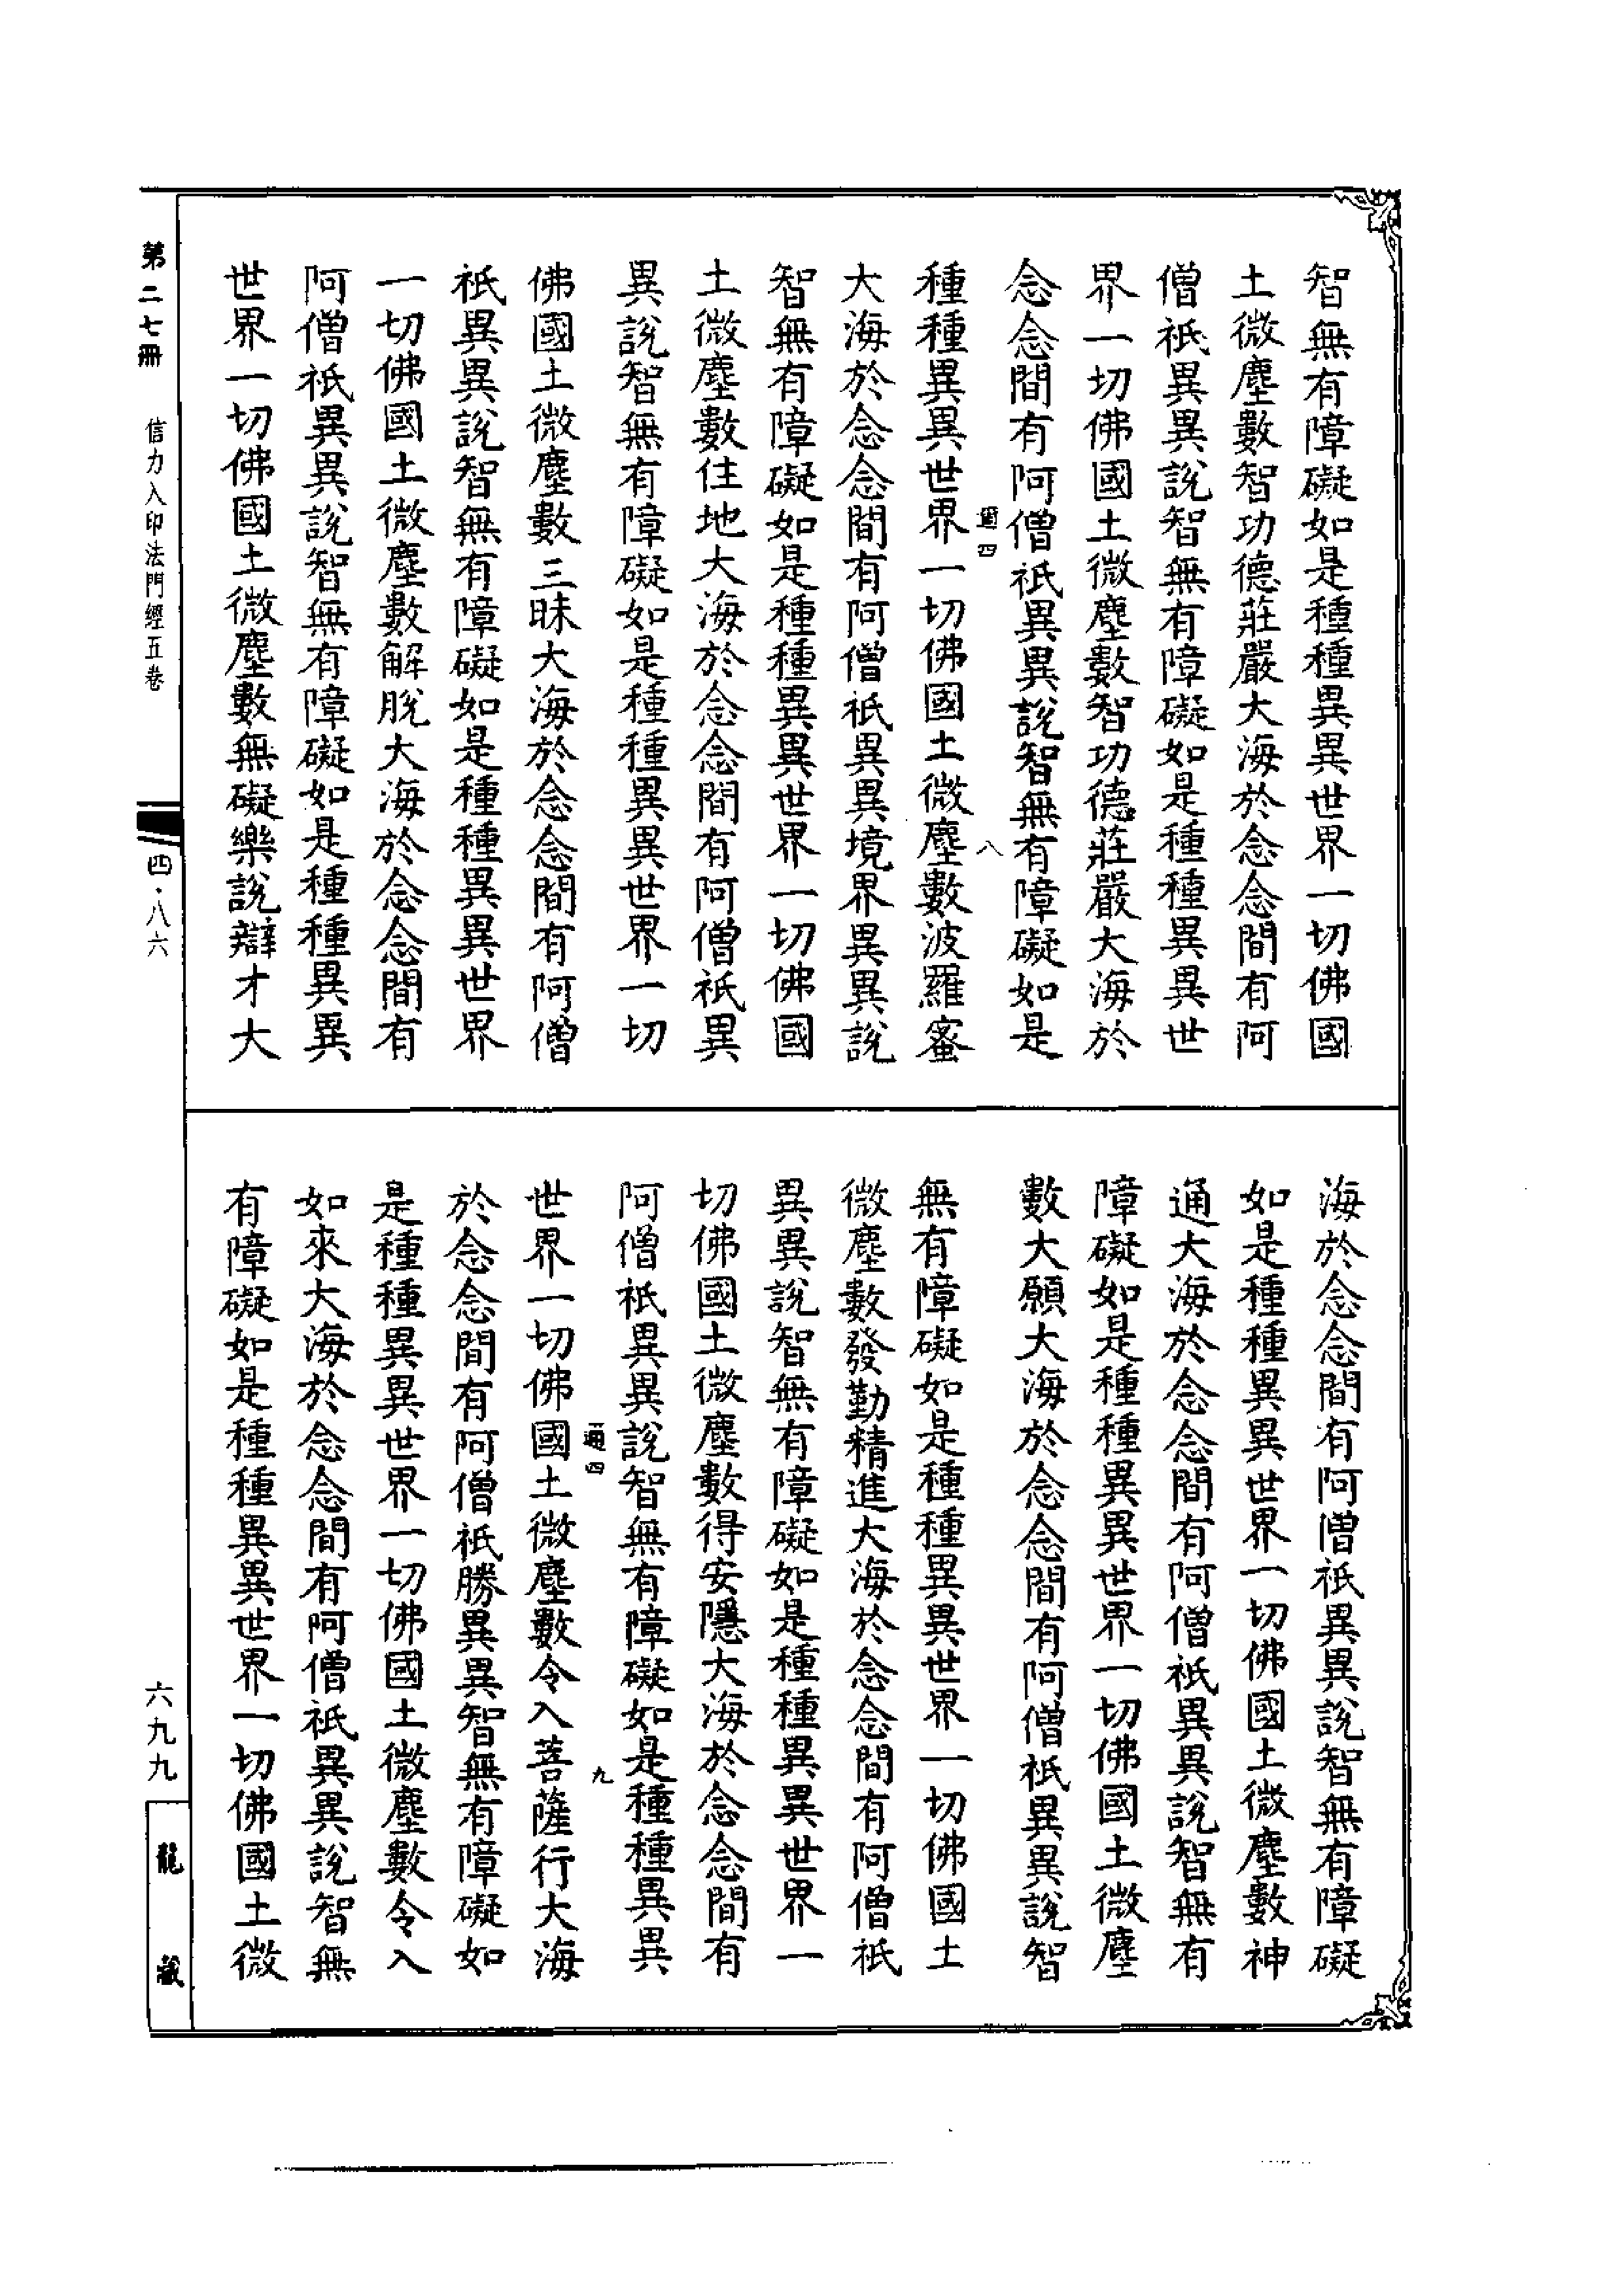 智無有障礙如是種種異異世界一切佛國
土微塵數智功德莊嚴大海於念念間有阿
僧祇異異說智無有障礙如是種種異異世
界一切佛國土微塵數智功德莊嚴大海於
念念間有阿僧祇異異說智無有障礙如是
通四 八
種種異異世界一切佛國土微塵數波羅蜜
大海於念念間有阿僧祇異異境界異異說
智無有障礙如是種種異異世界一切佛國
土微塵數住地大海於念念間有阿僧祇異
異說智無有障礙如是種種異異世界一切
佛國土微塵數三昧大海於念念間有阿僧
祇異異說智無有障礙如是種種異異世界
一切佛國土微塵數解脫大海於念念間有
阿僧祇異異說智無有障礙如是種種異異
世界一切佛國土微塵數無礙樂說辯才大
海於念念間有阿僧祇異異說智無有障礙
如是種種異異世界一切佛國土微塵數神
通大海於念念間有阿僧祇異異說智無有
障礙如是種種異異世界一切佛國土微塵
數大願大海於念念間有阿僧祇異異說智
無有障礙如是種種異異世界一切佛國土
微塵數發勤精進大海於念念間有阿僧祇
異異說智無有障礙如是種種異異世界一
切佛國土微塵數得安隱大海於念念間有
阿僧祇異異說智無有障礙如是種種異異
通四 九
世界一切佛國土微塵數令入菩薩行大海
於念念間有阿僧祇勝異異智無有障礙如
是種種異異世界一切佛國土微塵數令入
如來大海於念念間有阿僧祇異異說智無
有障礙如是種種異異世界一切佛國土微
第二七冊 信力入印法門經五卷 四·八六
六九九 龍藏